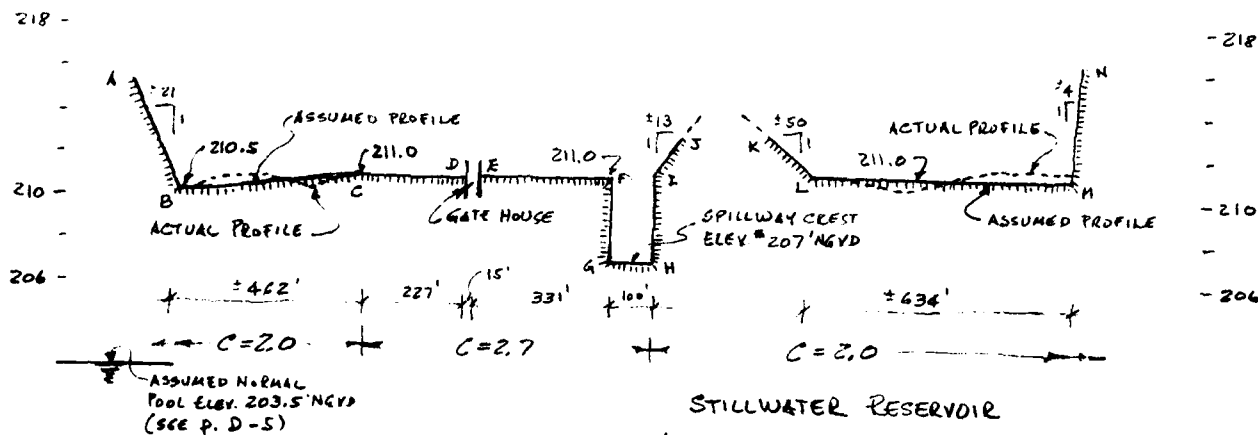 218
218
A
N
±21
1
±13
1
±50
1
±4
1
ASSUMED PROFILE
ACTUAL PROFILE
J
K
210.5
211.0
D
E
211.0
F
I
211.0
210
B
C
L
M
210
ACTUAL PROFILE
GATE HOUSE
SPILLWAY CREST
ELEV. 207' NGVD
ASSUMED PROFILE
G
H
206
206
±462'
227'
15'
331'
100'
±634'
C=2.0
C=2.7
C=2.0
ASSUMED NORMAL
POOL ELEV. 203.5' NGVD
(SEE p. D-5)
STILLWATER RESERVOIR